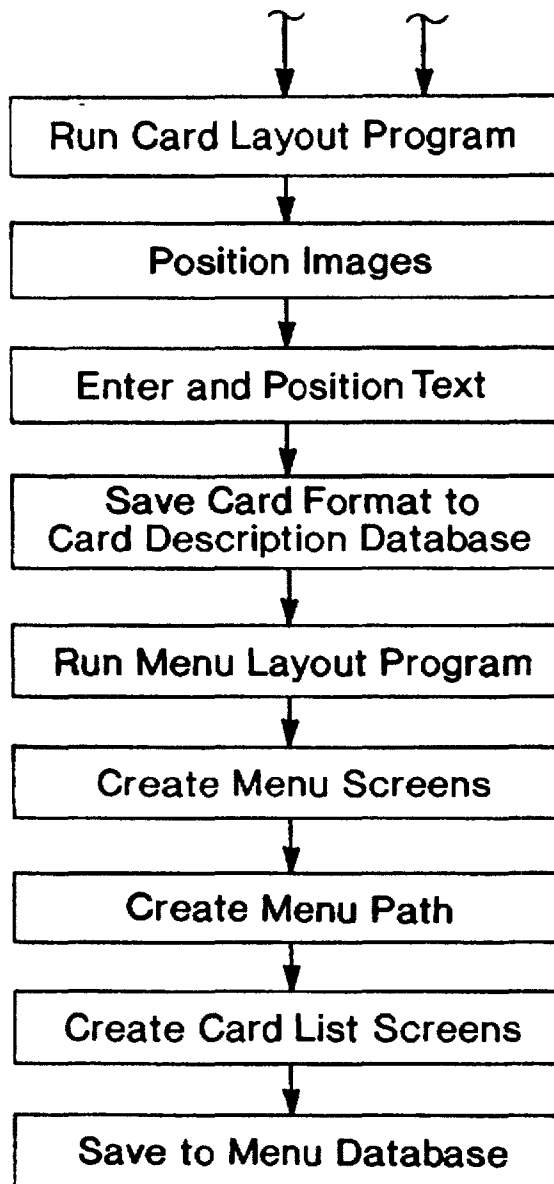 Run Card Layout Program
Position Images
Enter and Position Text
Save Card Format to
Card Description Database
Run Menu Layout Program
Create Menu Screens
Create Menu Path
Create Card List Screens
Save to Menu Database